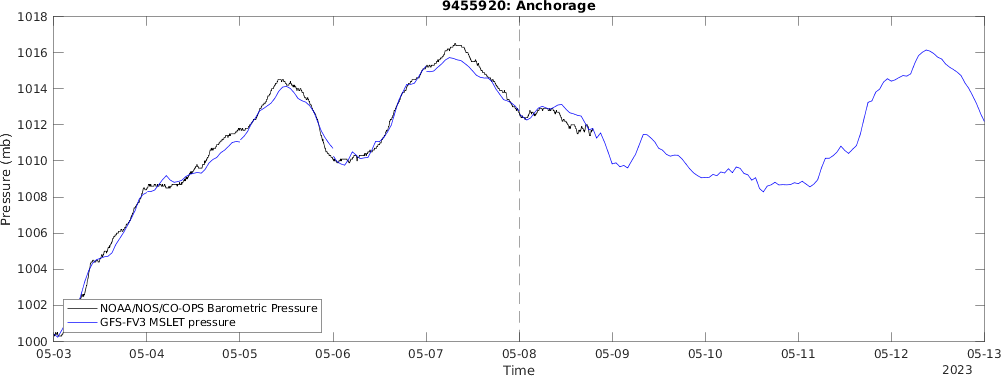 9455920: Anchorage
Pressure (mb)
1018
1016
1014
1012
1010
1008
1006
1004
1002
1000
NOAA/NOS/CO-OPS Barometric Pressure
GFS-FV3 MSLET pressure
05-03 05-04 05-05 05-06 05-07 05-08 05-09 05-10 05-11 05-12 05-13
Time
2023